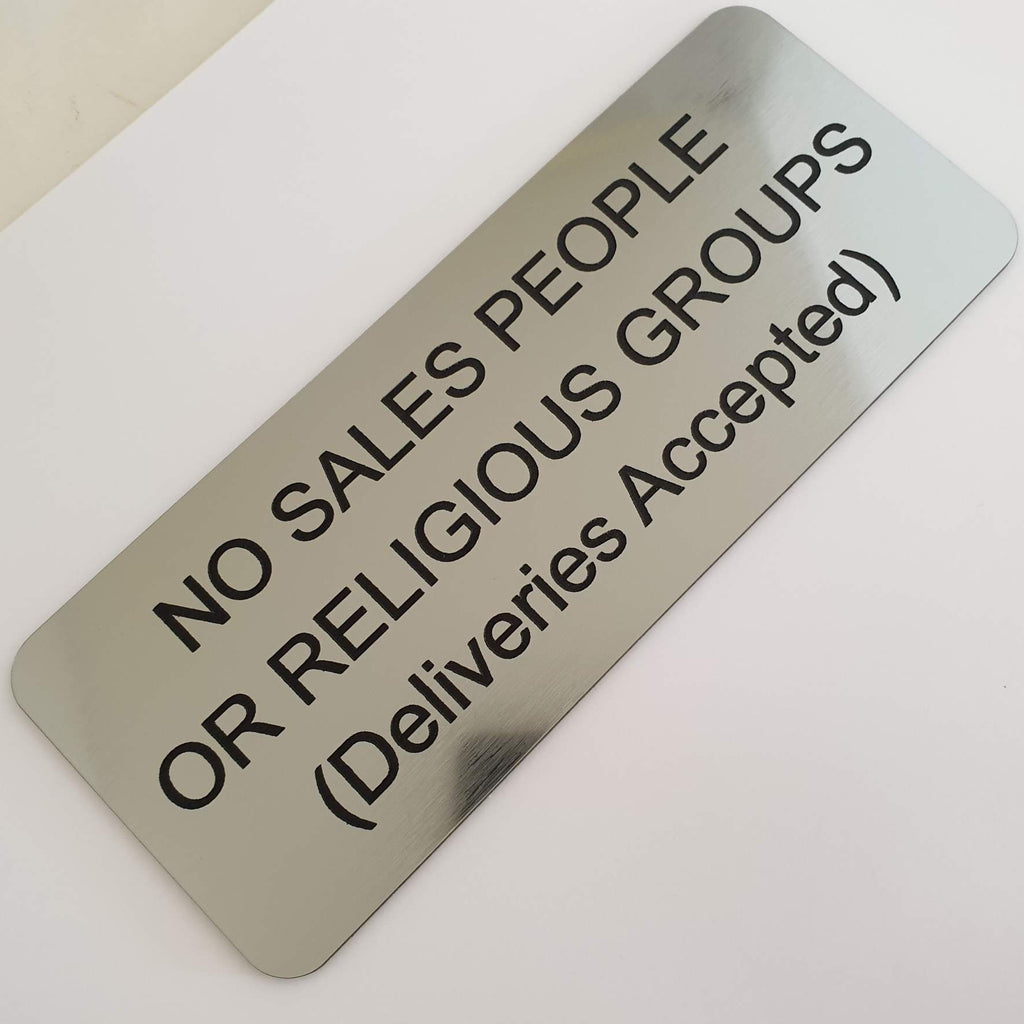 NO SALES PEOPLE
OR RELIGIOUS GROUPS
(Deliveries Accepted)